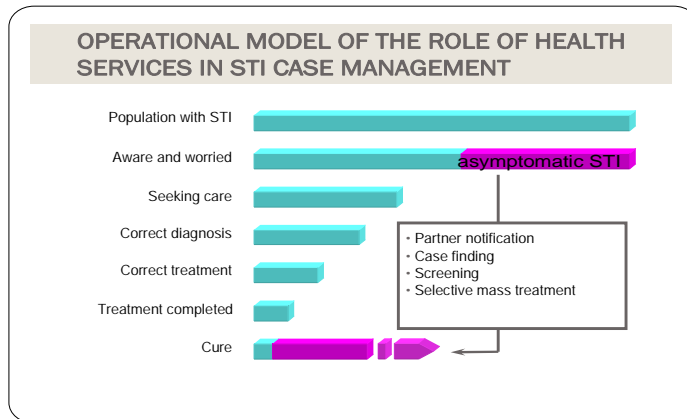 OPERATIONAL MODEL OF THE ROLE OF HEALTH
SERVICES IN STI CASE MANAGEMENT
Population with STI
Aware and worried
asymptomatic STI
Seeking care
Correct diagnosis
Correct treatment
Treatment completed
Cure
• Partner notification
• Case finding
• Screening
• Selective mass treatment